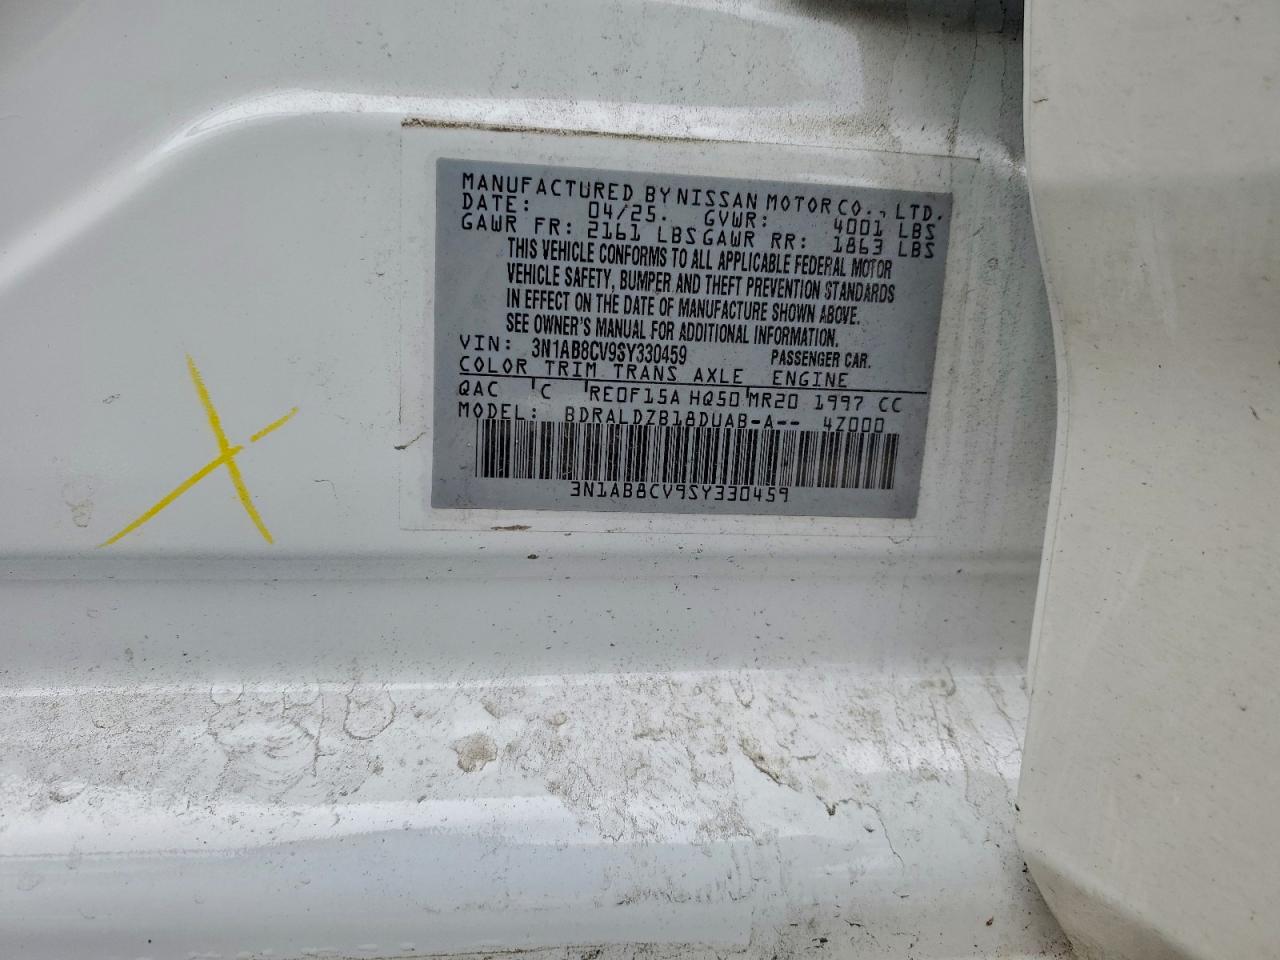 MANUFACTURED BY NISSAN MOTOR CO., LTD.
DATE: 04/25. GVWR: 4001 LBS
GAWR FR: 2161 LBS GAWR RR: 1863 LBS
THIS VEHICLE CONFORMS TO ALL APPLICABLE FEDERAL MOTOR
VEHICLE SAFETY, BUMPER AND THEFT PREVENTION STANDARDS
IN EFFECT ON THE DATE OF MANUFACTURE SHOWN ABOVE.
SEE OWNER'S MANUAL FOR ADDITIONAL INFORMATION.
VIN: 3N1AB8CV9SY330459 PASSENGER CAR.
COLOR TRIM TRANS AXLE ENGINE
QAC C RE0F15A HQ50 MR20 1997 CC
MODEL: BDRALDZB18DUAB-A-- 4Z000
3N1AB8CV9SY330459